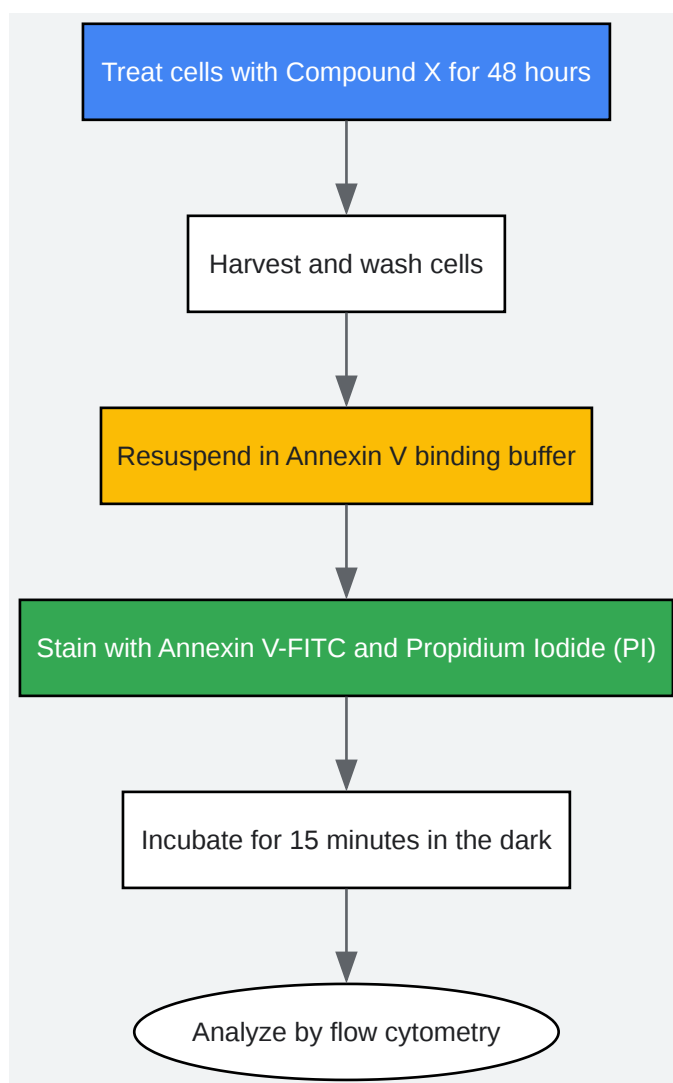 Treat cells with Compound X for 48 hours
Harvest and wash cells
Resuspend in Annexin V binding buffer
Stain with Annexin V-FITC and Propidium Iodide (PI)
Incubate for 15 minutes in the dark
Analyze by flow cytometry